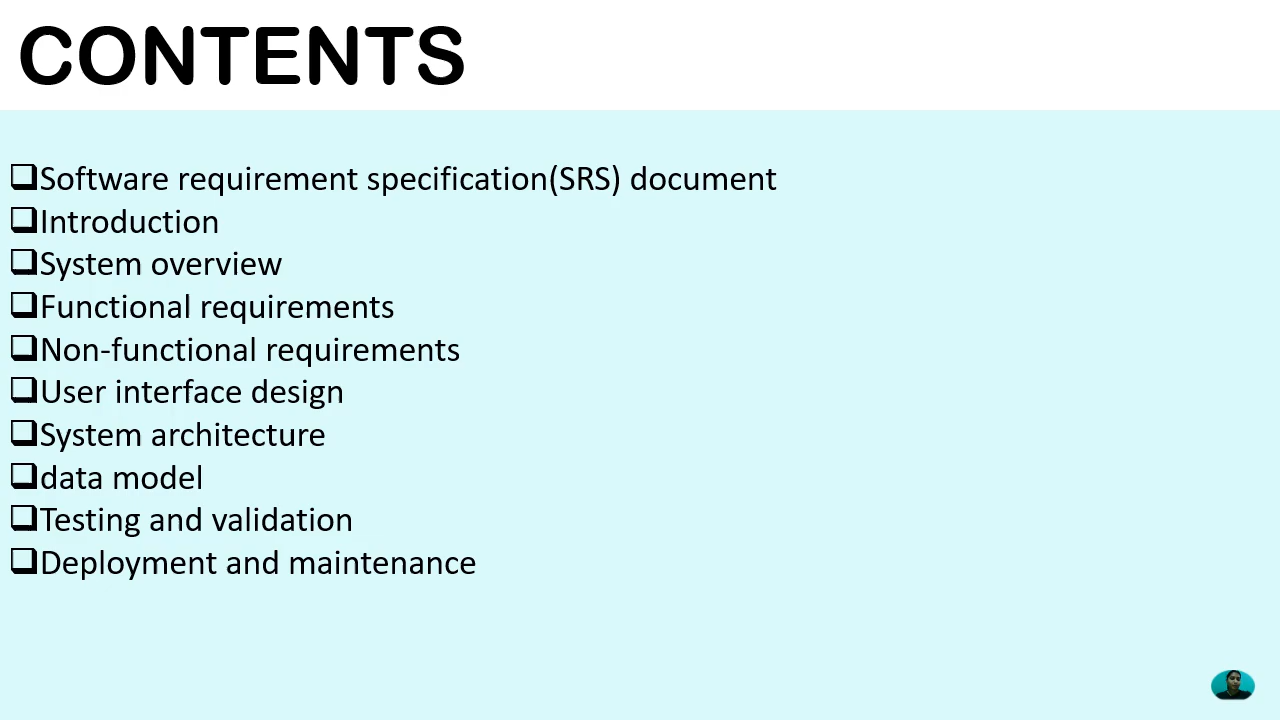 CONTENTS
❑Software requirement specification(SRS) document
❑Introduction
❑System overview
❑Functional requirements
❑Non-functional requirements
❑User interface design
❑System architecture
❑data model
❑Testing and validation
❑Deployment and maintenance